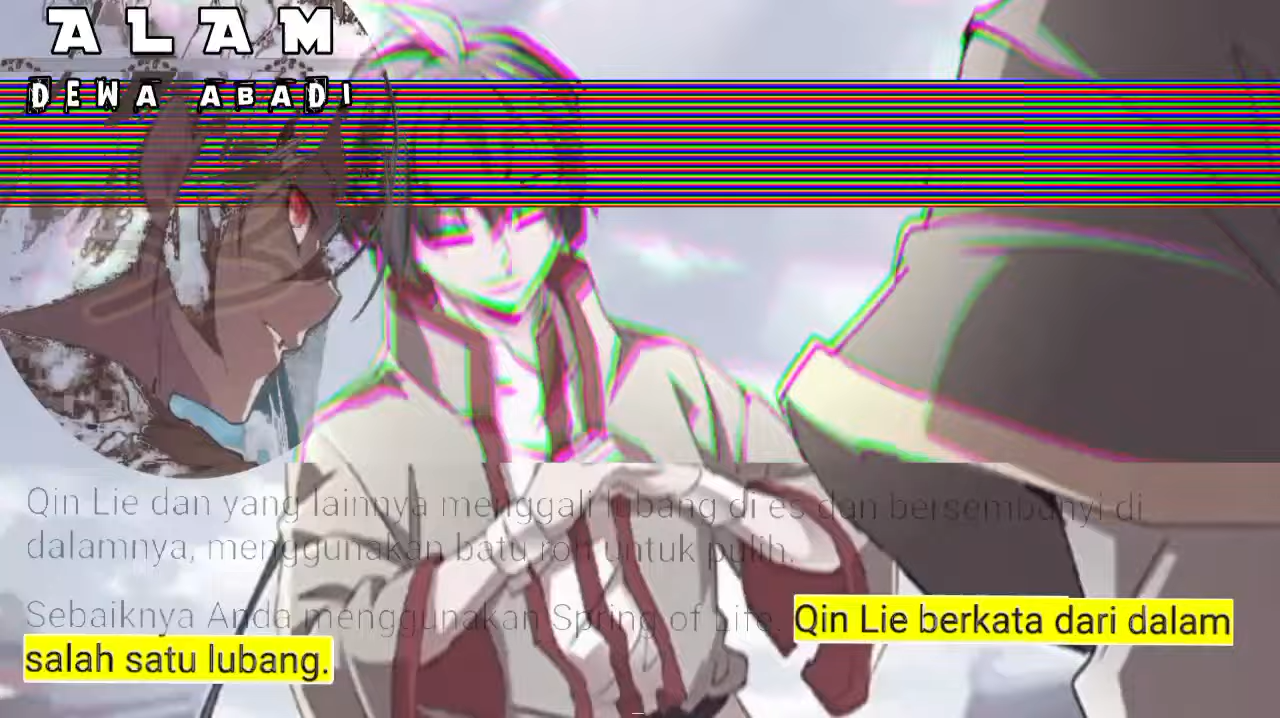 ALAM
DEWA ABADI
Qin Lie dan yang lainnya menggali lubang di es dan bersembunyi di
dalamnya, menggunakan batu roh untuk pulih.
Sebaiknya Anda menggunakan Spring of Life. Qin Lie berkata dari dalam
salah satu lubang.